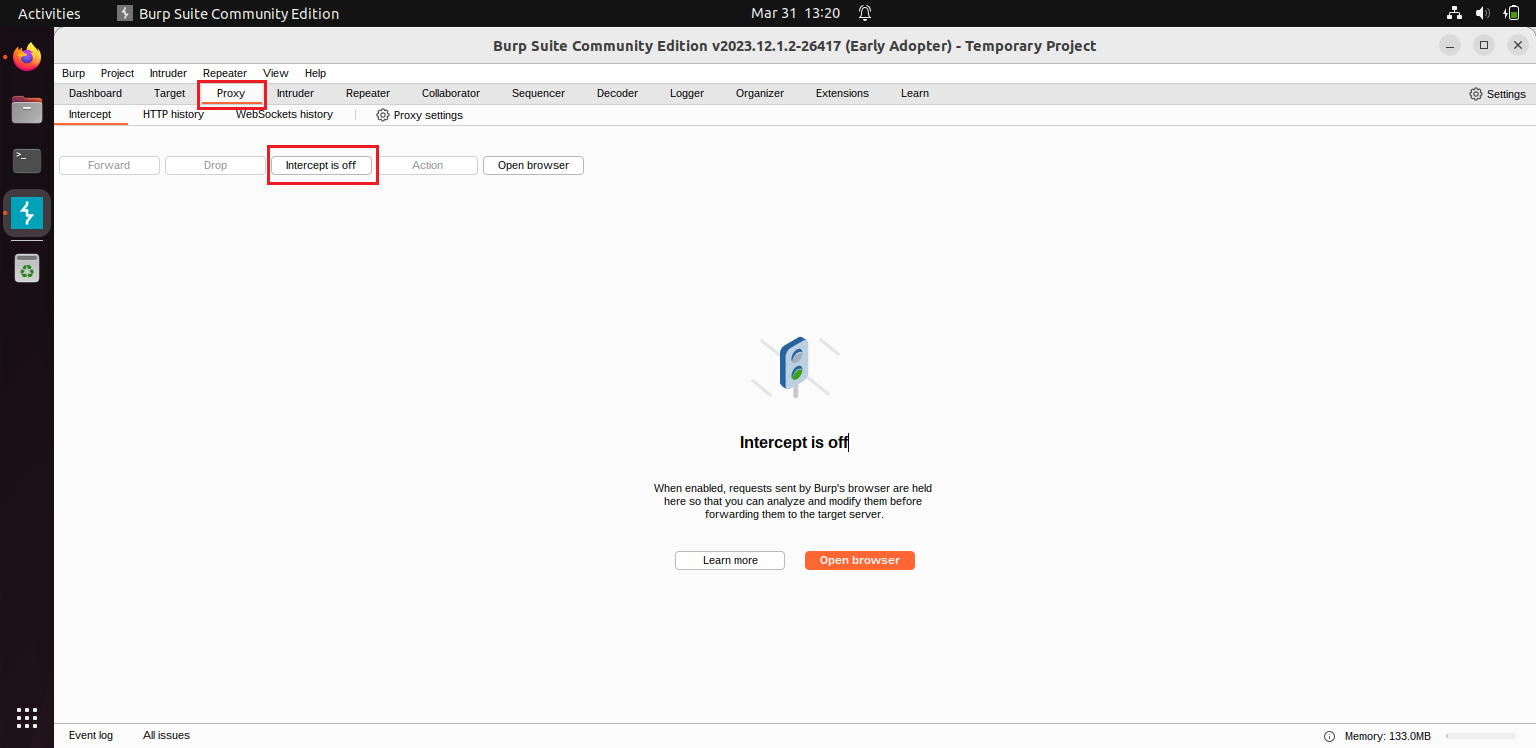 Activities Burp Suite Community Edition Mar 31 13:20
Burp Suite Community Edition v2023.12.1.2-26417 (Early Adopter) - Temporary Project
Burp Project Intruder Repeater View Help
Dashboard Target Proxy Intruder Repeater Collaborator Sequencer Decoder Logger Organizer Extensions Learn Settings
Intercept HTTP history WebSockets history Proxy settings
Forward Drop Intercept is off Action Open browser
Intercept is off
When enabled, requests sent by Burp's browser are held
here so that you can analyze and modify them before
forwarding them to the target server.
Learn more Open browser
Event log All issues Memory: 133.0MB